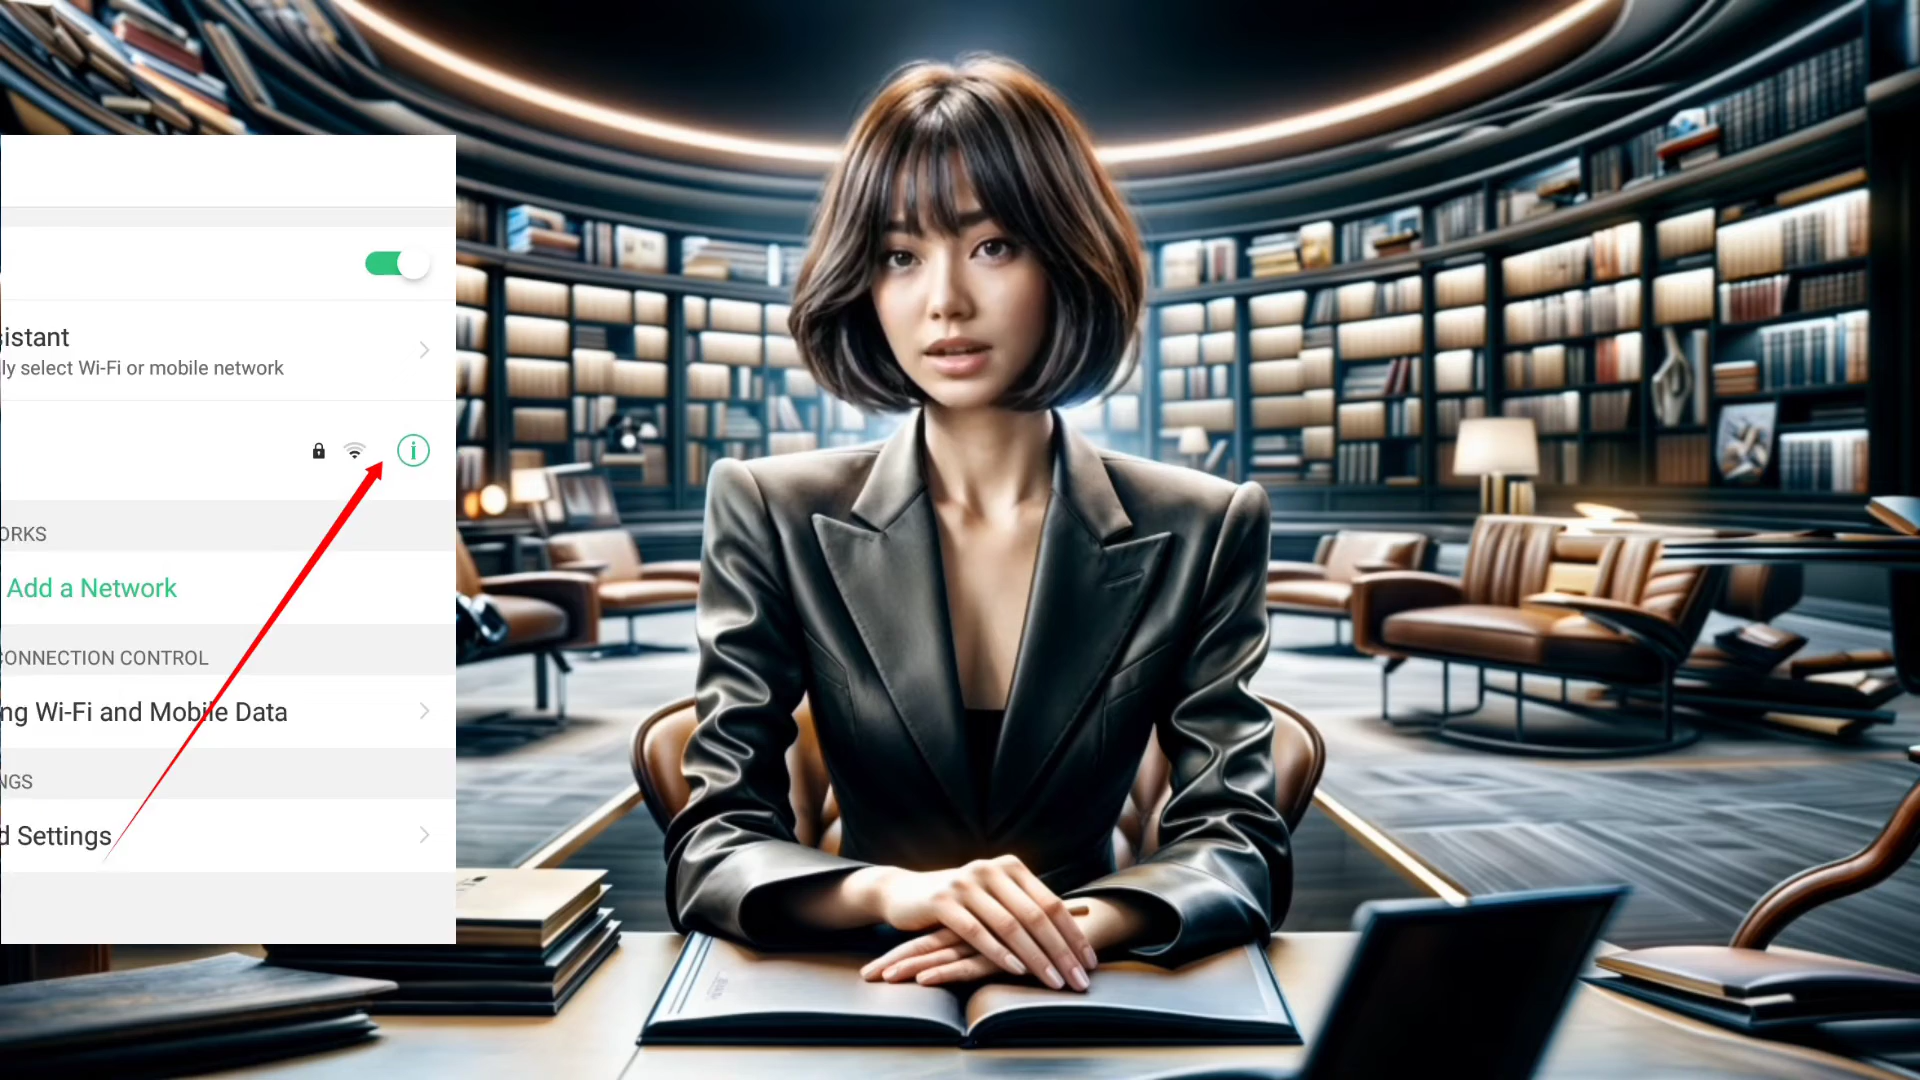 istant
ly select Wi-Fi or mobile network
i
ORKS
Add a Network
ONNECTION CONTROL
ng Wi-Fi and Mobile Data
NGS
d Settings